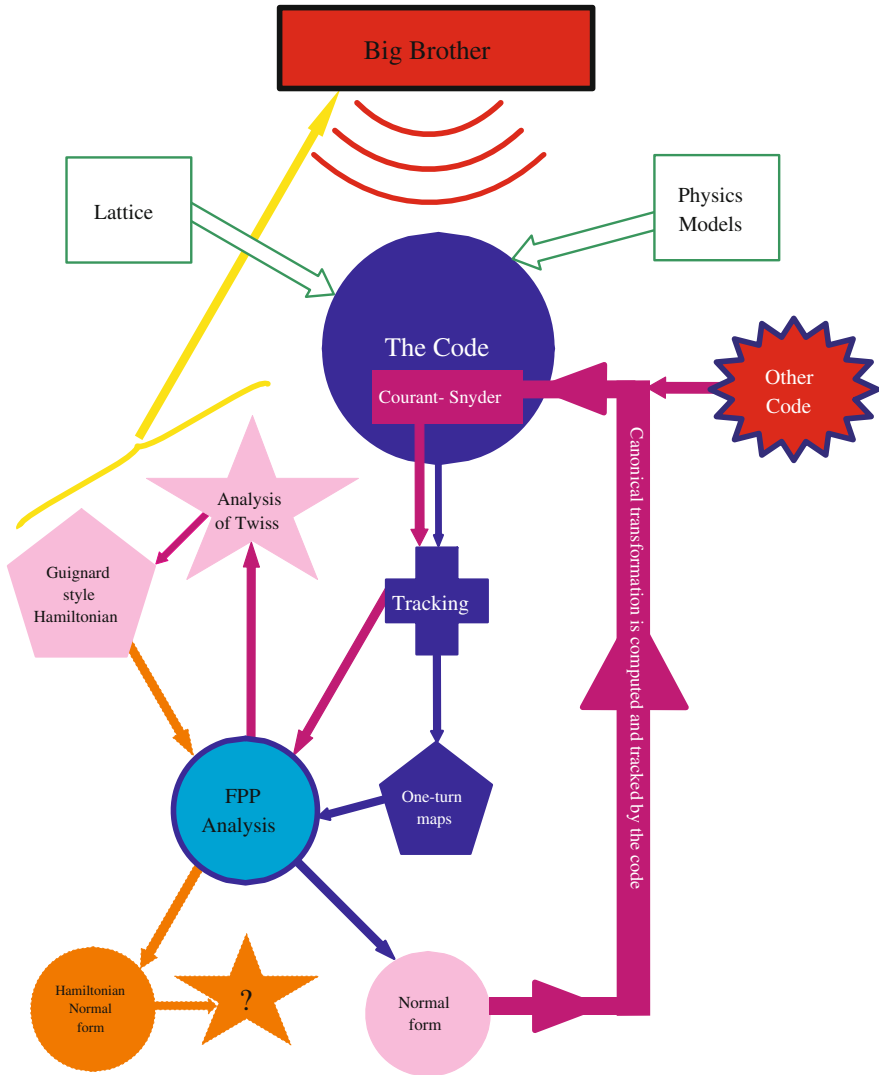 Big Brother
Lattice
Physics
Models
The Code
Courant- Snyder
Other
Code
Canonical transformation is computed and tracked by the code
Analysis
of Twiss
Guignard
style
Hamiltonian
Tracking
FPP
Analysis
One-turn
maps
Hamiltonian
Normal
form
?
Normal
form